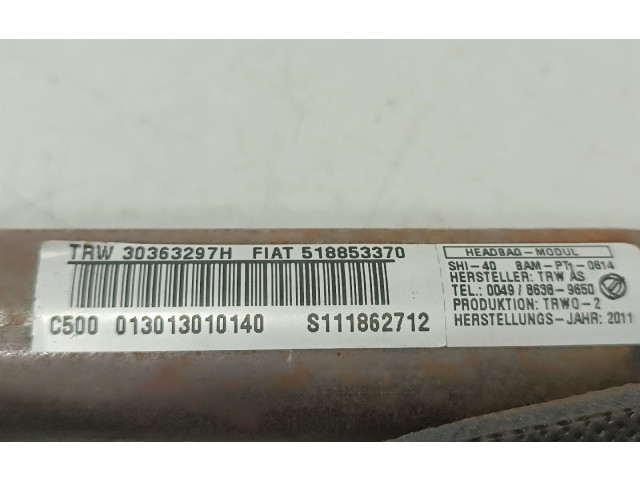 TRW 30363297H FIAT 518853370
C500 013013010140 S111862712
HEADBAG-MODUL
SHI-40 BAM-PT1-0614
HERSTELLER: TRW AS
TEL.: 0049/8638-9650
PRODUKTION: TRWO-2
HERSTELLUNGS-JAHR: 2011